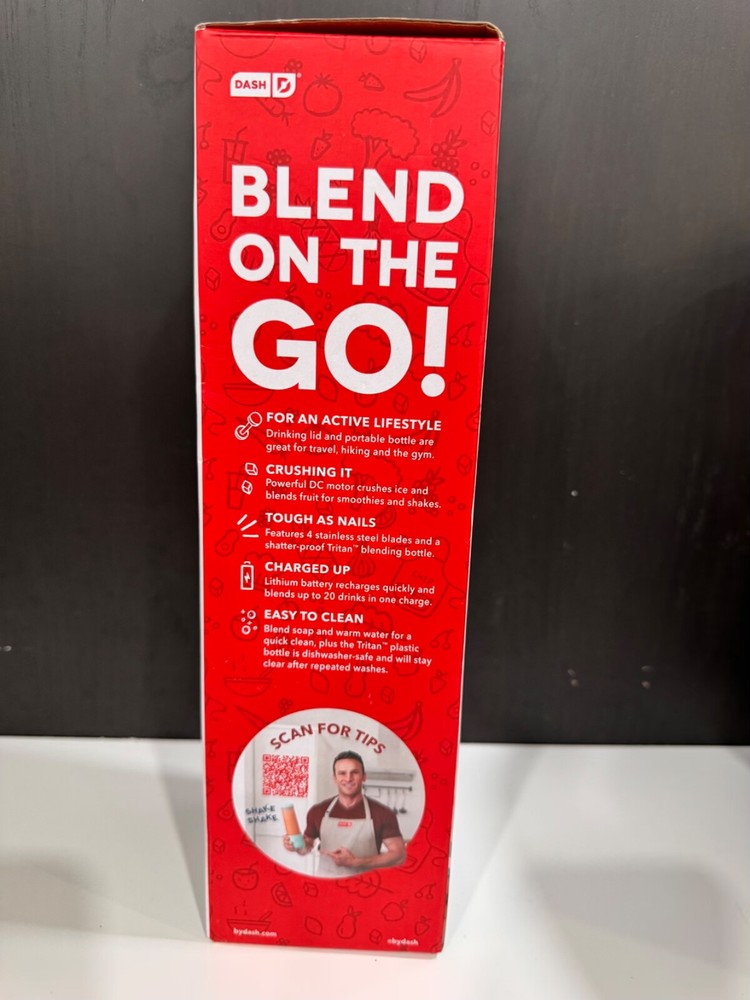 DASH
BLEND
ON THE
GO!
FOR AN ACTIVE LIFESTYLE
Drinking lid and portable bottle are
great for travel, hiking and the gym.
CRUSHING IT
Powerful DC motor crushes ice and
blends fruit for smoothies and shakes.
TOUGH AS NAILS
Features 4 stainless steel blades and a
shatter-proof Tritan™ blending bottle.
CHARGED UP
Lithium battery recharges quickly and
blends up to 20 drinks in one charge.
EASY TO CLEAN
Blend soap and warm water for a
quick clean, plus the Tritan™ plastic
bottle is dishwasher-safe and will stay
clear after repeated washes.
SCAN FOR TIPS
SHAKE
SHAKE
DASH
bydash.com
@bydash